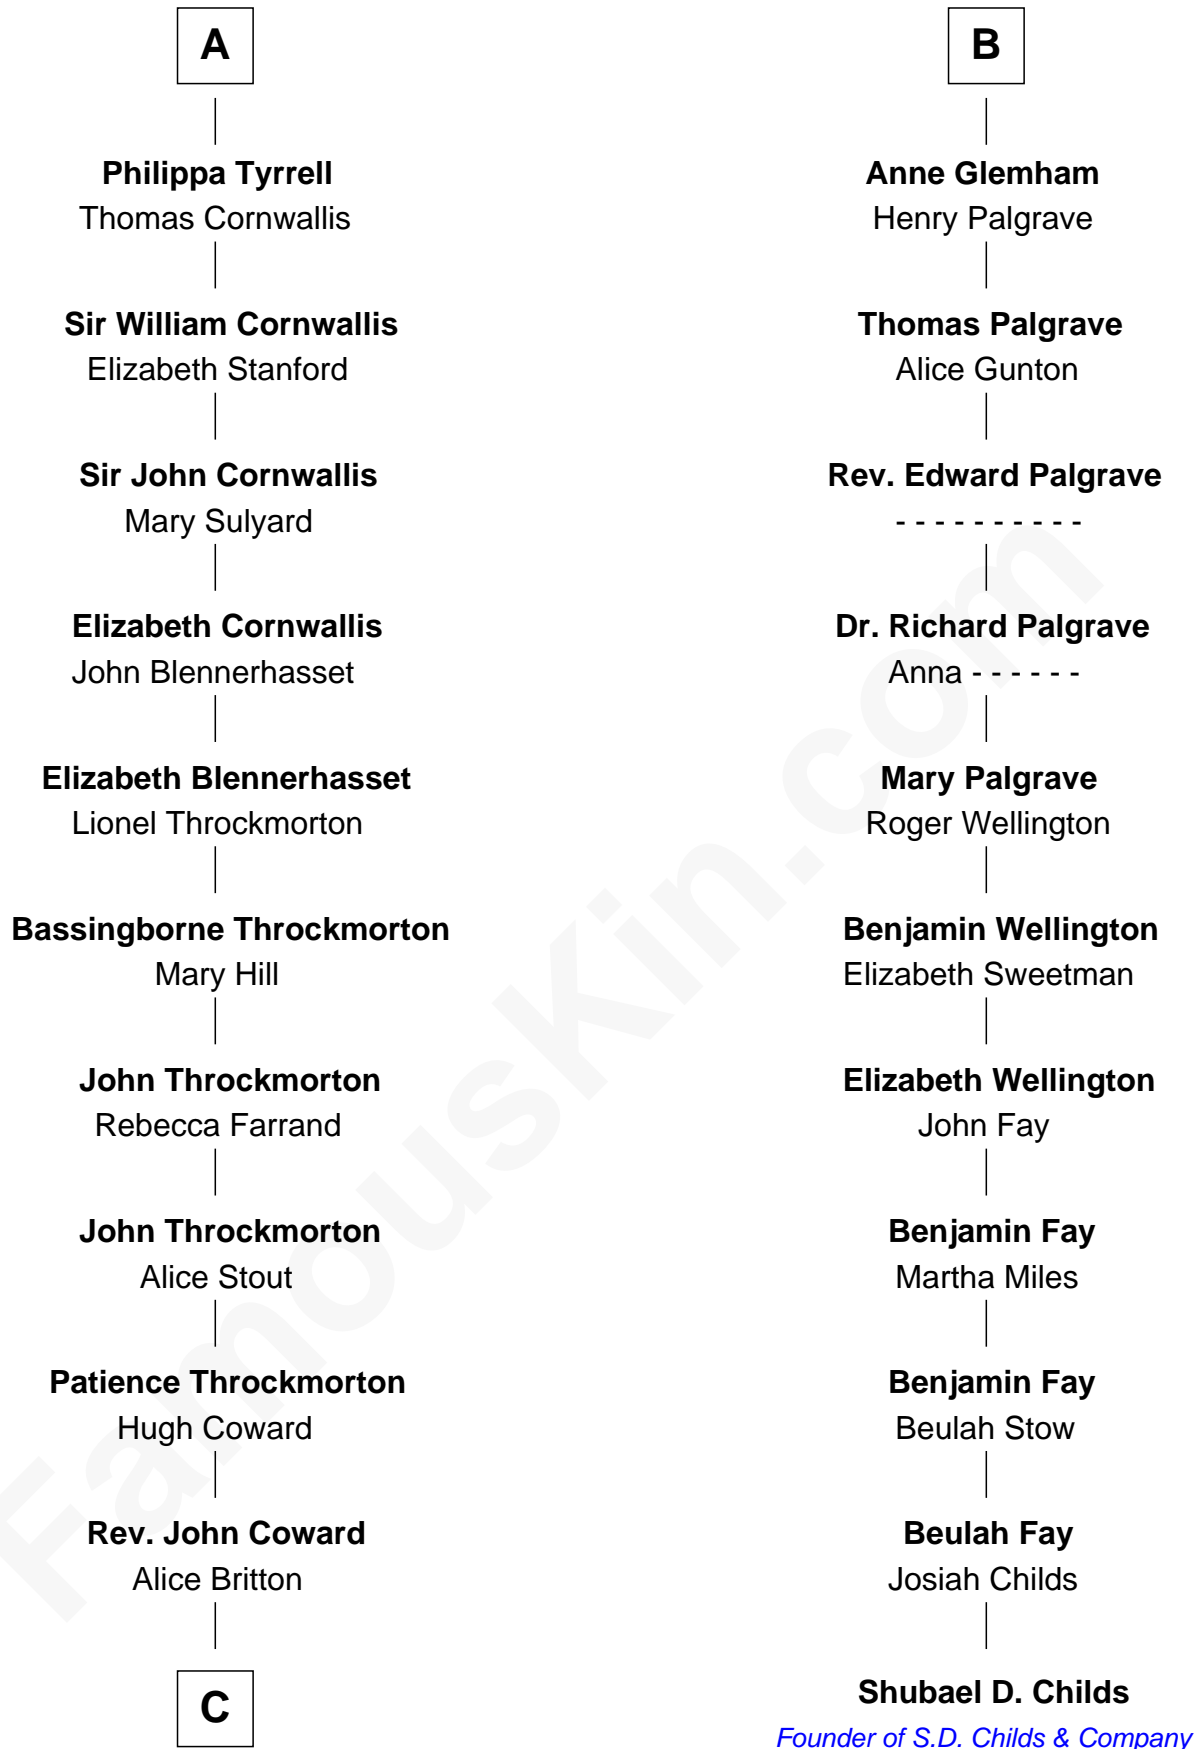 A
Philippa Tyrrell
Thomas Cornwallis
Sir William Cornwallis
Elizabeth Stanford
Sir John Cornwallis
Mary Sulyard
Elizabeth Cornwallis
John Blennerhasset
Elizabeth Blennerhasset
Lionel Throckmorton
Bassingborne Throckmorton
Mary Hill
John Throckmorton
Rebecca Farrand
John Throckmorton
Alice Stout
Patience Throckmorton
Hugh Coward
Rev. John Coward
Alice Britton
C
B
Anne Glemham
Henry Palgrave
Thomas Palgrave
Alice Gunton
Rev. Edward Palgrave
- - - - - - - - - -
Dr. Richard Palgrave
Anna - - - - - -
Mary Palgrave
Roger Wellington
Benjamin Wellington
Elizabeth Sweetman
Elizabeth Wellington
John Fay
Benjamin Fay
Martha Miles
Benjamin Fay
Beulah Stow
Beulah Fay
Josiah Childs
Shubael D. Childs
Founder of S.D. Childs & Company
FamousKin.com